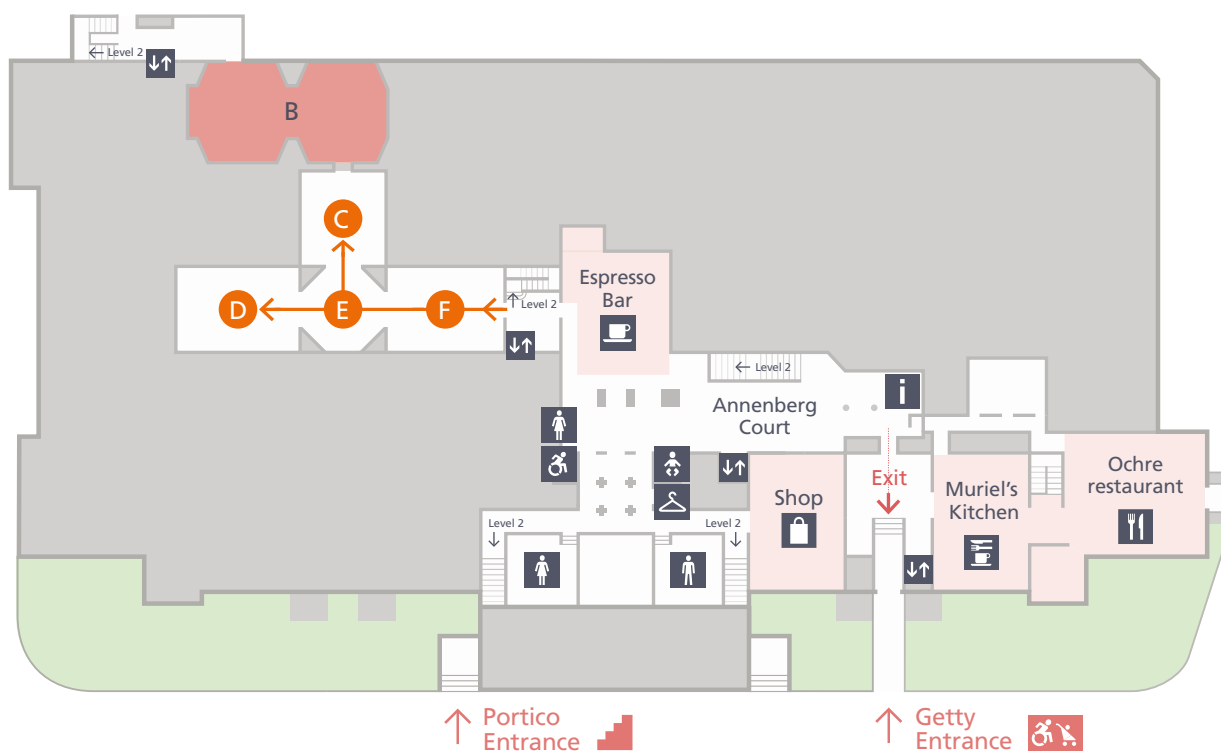 ← Level 2
B
C
Espresso
Bar
D
E
F
↑ Level 2
← Level 2
i
Annenberg
Court
Exit
Shop
Muriel's
Kitchen
Ochre
restaurant
Level 2
Level 2
Portico
Entrance
Getty
Entrance